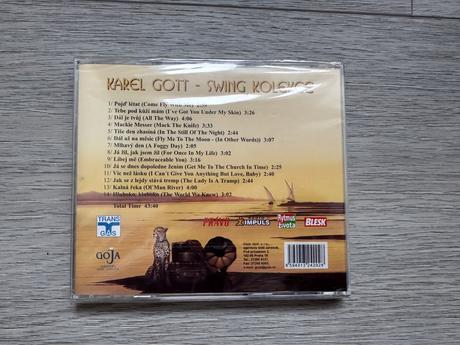 KAREL GOTT - SWING KOLEKCE
1/ Pojď létat (Come Fly With Me) 2:59
2/ Tebe pod kůží mám (I've Got You Under My Skin) 3:26
3/ Dál je tvůj (All The Way) 4:06
4/ Mackie Messer (Mack The Knife) 3:33
5/ Tiše den zhasíná (In The Still Of The Night) 2:44
6/ Dál až na měsíc (Fly Me To The Moon - (In Other Words)) 3:07
7/ Mlhavý den (A Foggy Day) 5:05
8/ Já žil, jak jsem žil (For Once In My Life) 3:02
9/ Líbej mě (Embraceable You) 3:16
10/ Já se dnes dopoledne žením (Get Me To The Church In Time) 2:25
11/ Víc než lásku (I Can't Give You Anything But Love, Baby) 2:40
12/ Jak se z lejdy stává tremp (The Lady Is A Tramp) 2:44
13/ Kalná řeka (Ol'Man River) 4:00
14/ Hluboko, hluboko (The World We Knew) 3:02
Total Time 43:40
TRANS
GAS
GOJA
PRÁVO
IMPULS
Rytmus
života
BLESK